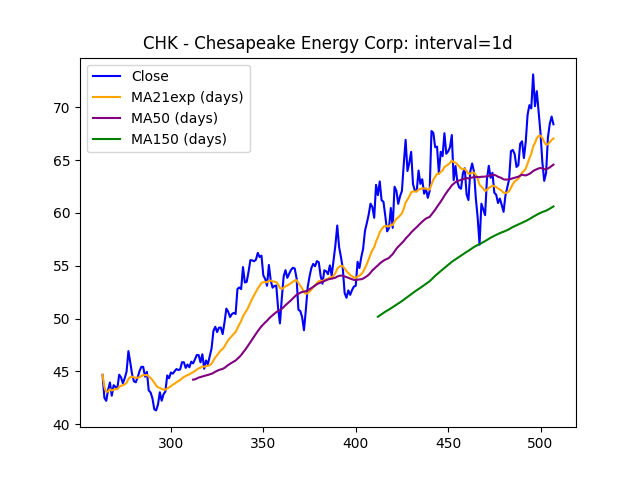 CHK - Chesapeake Energy Corp: interval=1d
Close
MA21exp (days)
MA50 (days)
MA150 (days)
70
65
60
55
50
45
40
300 350 400 450 500